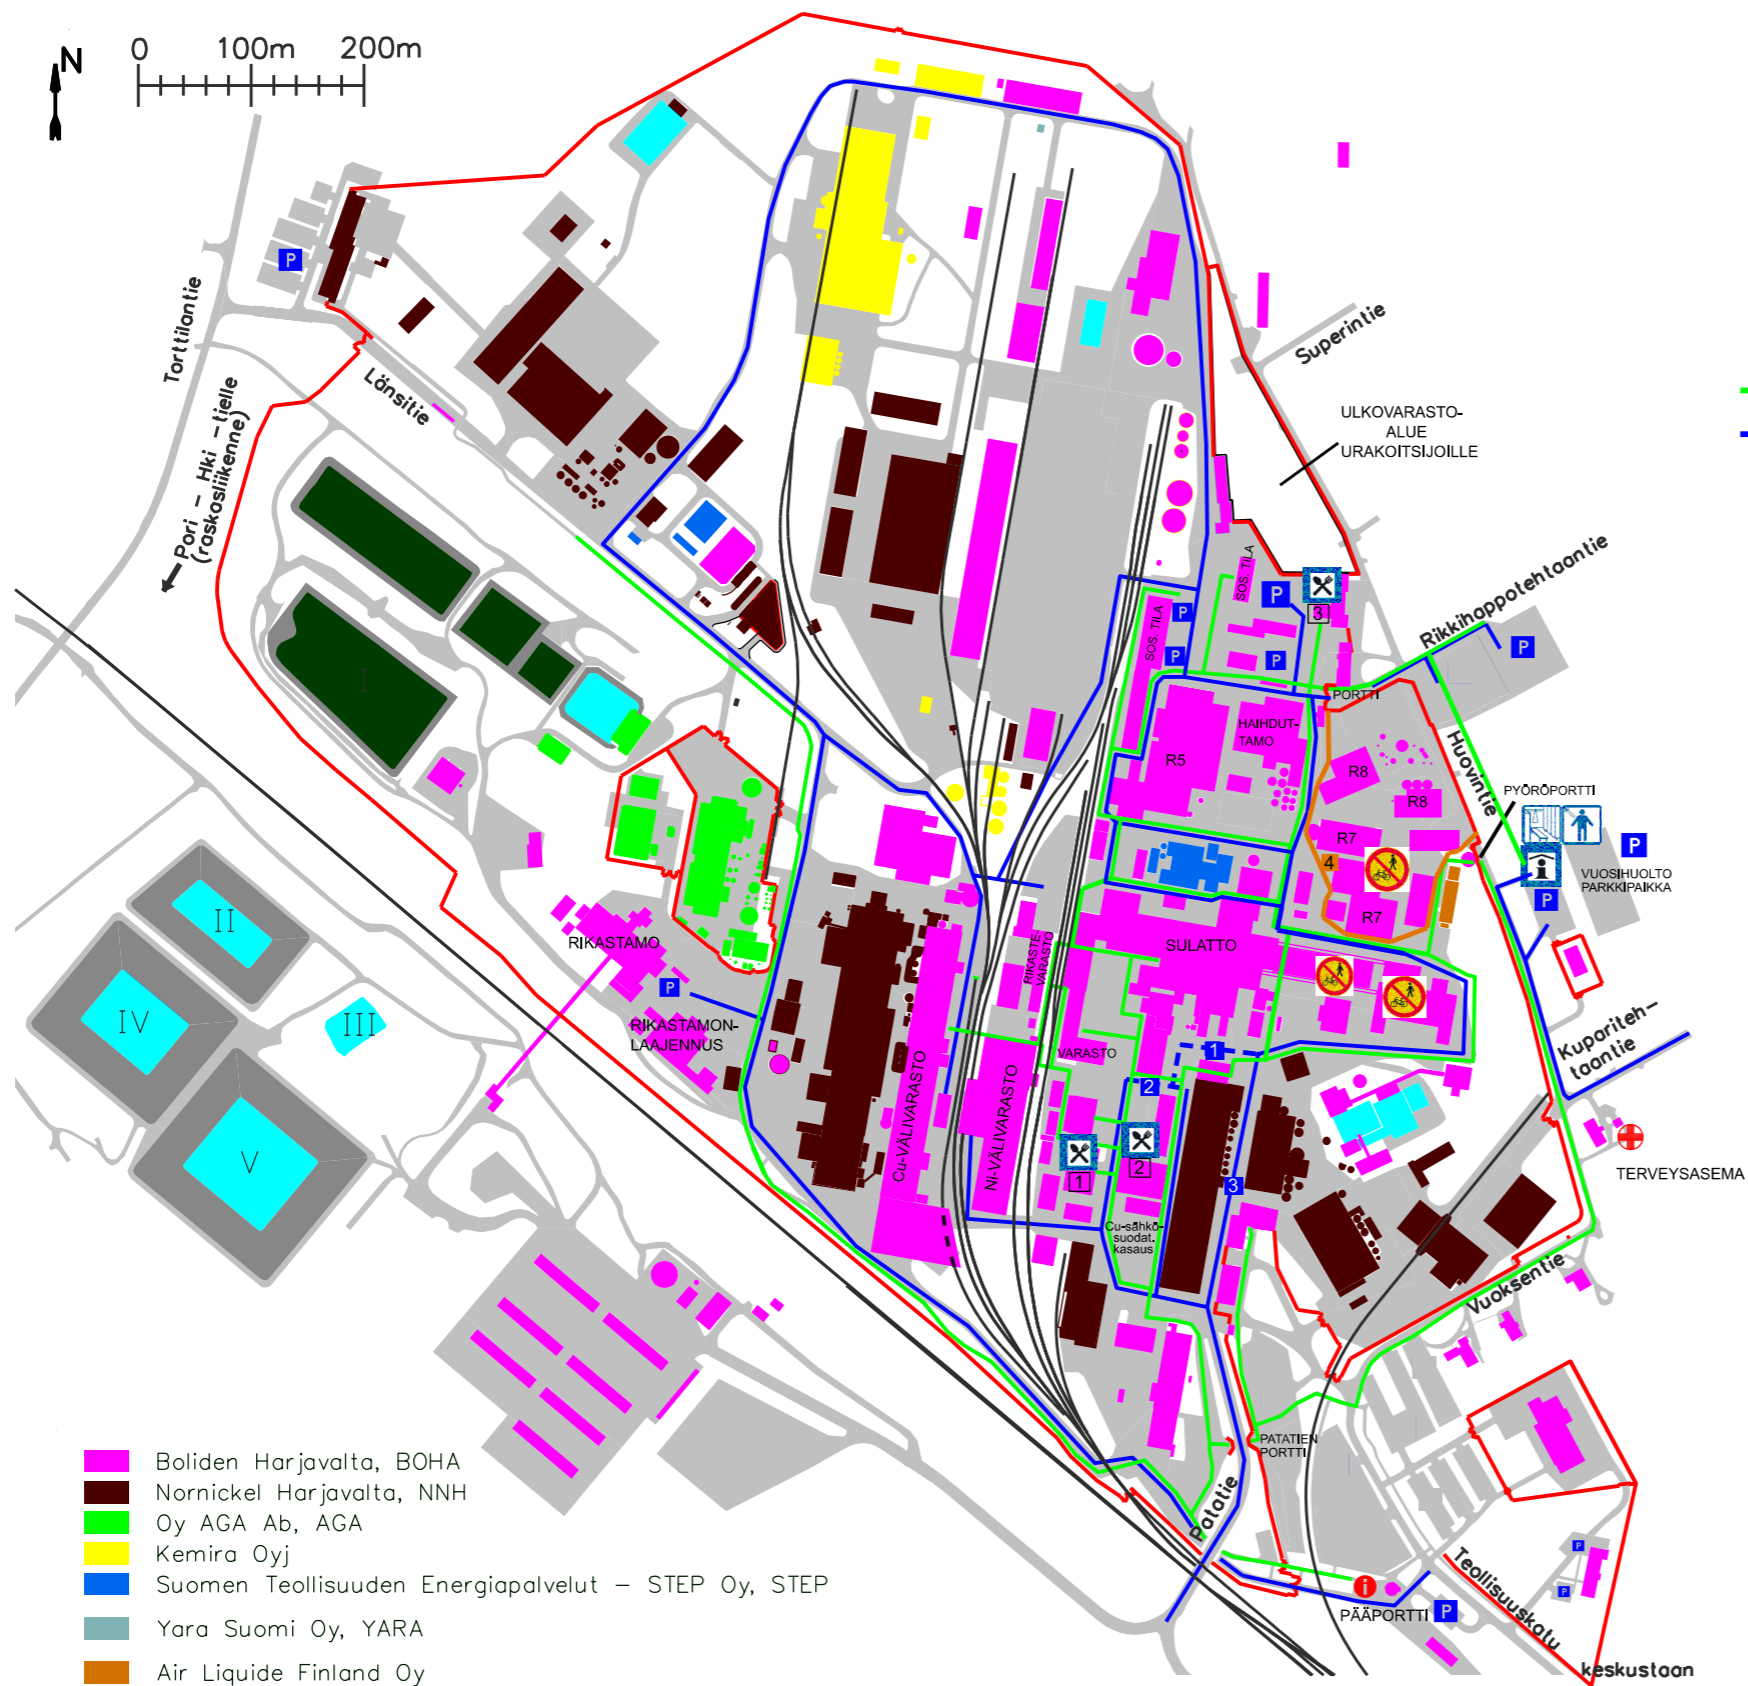 N
0 100m 200m
Torttilantie
P
Länsitie
Pori - Hki -tielle
(raskasliikenne)
Superintie
ULKOVARASTO-
ALUE
URAKOITSIJOILLE
SOS. TILA
P
3
SOS. TILA
P
P
P
Rikkihappotehtaantie
P
PORTTI
HAIHDUT-
TAMO
R5
R8
R8
Huovintie
PYÖRÖPORTTI
R7
4
R7
i
P
P
VUOSIHUOLTO
PARKKIPAIKKA
I
II
III
IV
V
RIKASTAMO
P
RIKASTAMON-
LAAJENNUS
RIKASTE-
VARASTO
SULATTO
VARASTO
Cu-VÄLIVARASTO
Ni-VÄLIVARASTO
1
2
3
1
2
Cu-sähkö-
suodat.
kasaus
Kupariteh-
taantie
TERVEYSASEMA
Vuoksentie
PATATIEN
PORTTI
Patatie
i
PÄÄPORTTI
P
P
P
Teollisuuskatu
keskustaan
Boliden Harjavalta, BOHA
Nornickel Harjavalta, NNH
Oy AGA Ab, AGA
Kemira Oyj
Suomen Teollisuuden Energiapalvelut – STEP Oy, STEP
Yara Suomi Oy, YARA
Air Liquide Finland Oy